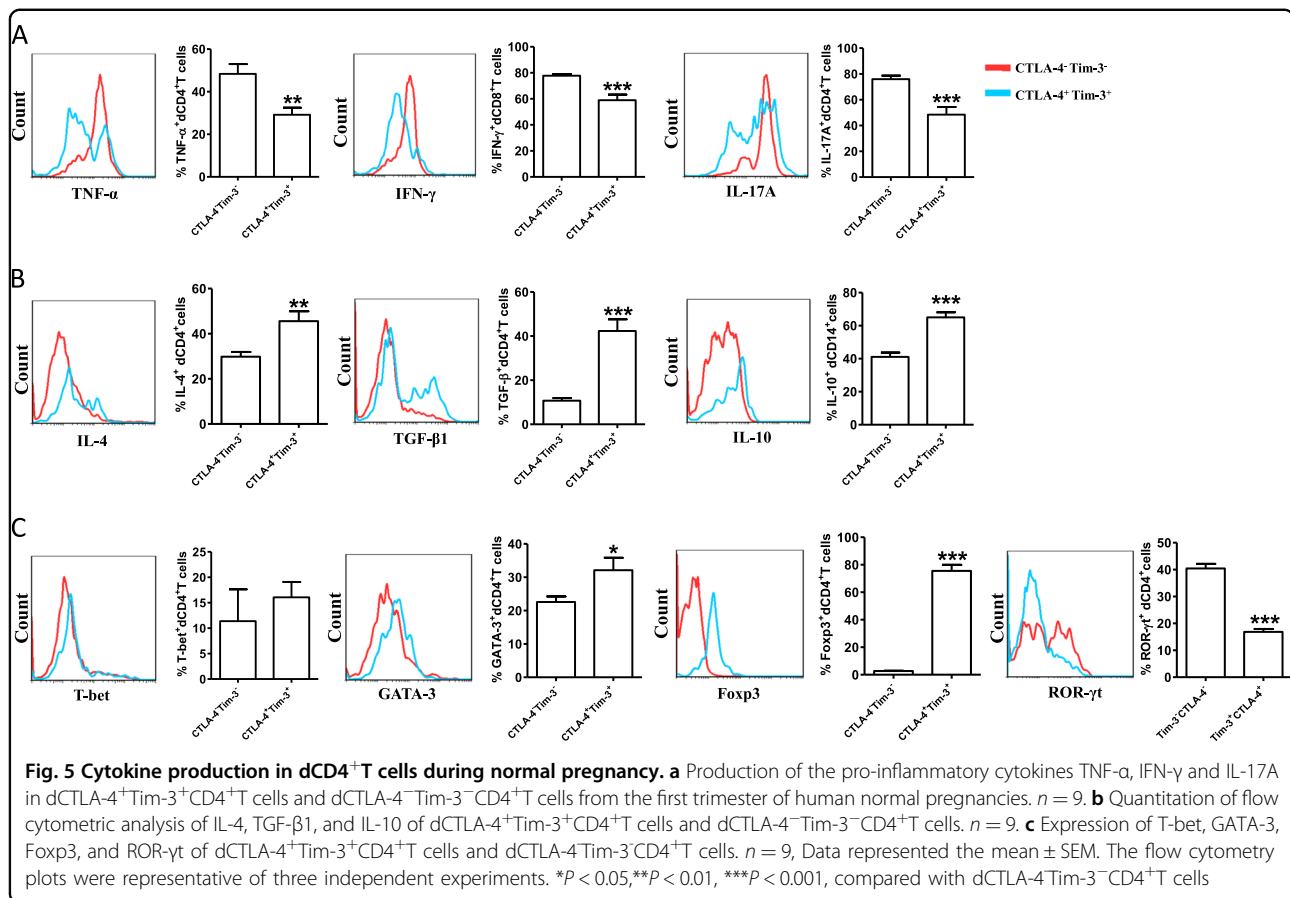 A
Count
TNF-α
% TNF-α⁺dCD4⁺T cells
60
40
20
0
CTLA-4⁻Tim-3⁻
CTLA-4⁺Tim-3⁺
**
Count
IFN-γ
% IFN-γ⁺dCD8⁺T cells
100
80
60
40
20
0
CTLA-4⁻Tim-3⁻
CTLA-4⁺Tim-3⁺
***
Count
IL-17A
% IL-17A⁺dCD4⁺T cells
100
80
60
40
20
0
CTLA-4⁻Tim-3⁻
CTLA-4⁺Tim-3⁺
***
CTLA-4⁻ Tim-3⁻
CTLA-4⁺ Tim-3⁺
B
Count
IL-4
% IL-4⁺ dCD4⁺cells
60
40
20
0
CTLA-4⁻Tim-3⁻
CTLA-4⁺Tim-3⁺
**
Count
TGF-β1
% TGF-β⁺dCD4⁺T cells
60
40
20
0
CTLA-4⁻Tim-3⁻
CTLA-4⁺Tim-3⁺
***
Count
IL-10
% IL-10⁺ dCD14⁺cells
80
60
40
20
0
CTLA-4⁻Tim-3⁻
CTLA-4⁺Tim-3⁺
***
C
Count
T-bet
% T-bet⁺dCD4⁺T cells
25
20
15
10
5
0
CTLA-4⁻Tim-3⁻
CTLA-4⁺Tim-3⁺
Count
GATA-3
% GATA-3⁺dCD4⁺T cells
40
30
20
10
0
CTLA-4⁻Tim-3⁻
CTLA-4⁺Tim-3⁺
*
Count
Foxp3
% Foxp3⁺dCD4⁺T cells
100
80
60
40
20
0
CTLA-4⁻Tim-3⁻
CTLA-4⁺Tim-3⁺
***
Count
ROR-γt
% ROR-γt⁺ dCD4⁺cells
50
40
30
20
10
0
Tim-3⁻CTLA-4⁻
Tim-3⁺CTLA-4⁺
***
Fig. 5 Cytokine production in dCD4⁺T cells during normal pregnancy. a Production of the pro-inflammatory cytokines TNF-α, IFN-γ and IL-17A
in dCTLA-4⁺Tim-3⁺CD4⁺T cells and dCTLA-4⁻Tim-3⁻CD4⁺T cells from the first trimester of human normal pregnancies. n = 9. b Quantitation of flow
cytometric analysis of IL-4, TGF-β1, and IL-10 of dCTLA-4⁺Tim-3⁺CD4⁺T cells and dCTLA-4⁻Tim-3⁻CD4⁺T cells. n = 9. c Expression of T-bet, GATA-3,
Foxp3, and ROR-γt of dCTLA-4⁺Tim-3⁺CD4⁺T cells and dCTLA-4⁻Tim-3⁻CD4⁺T cells. n = 9, Data represented the mean ± SEM. The flow cytometry
plots were representative of three independent experiments. *P < 0.05,**P < 0.01, ***P < 0.001, compared with dCTLA-4⁻Tim-3⁻CD4⁺T cells